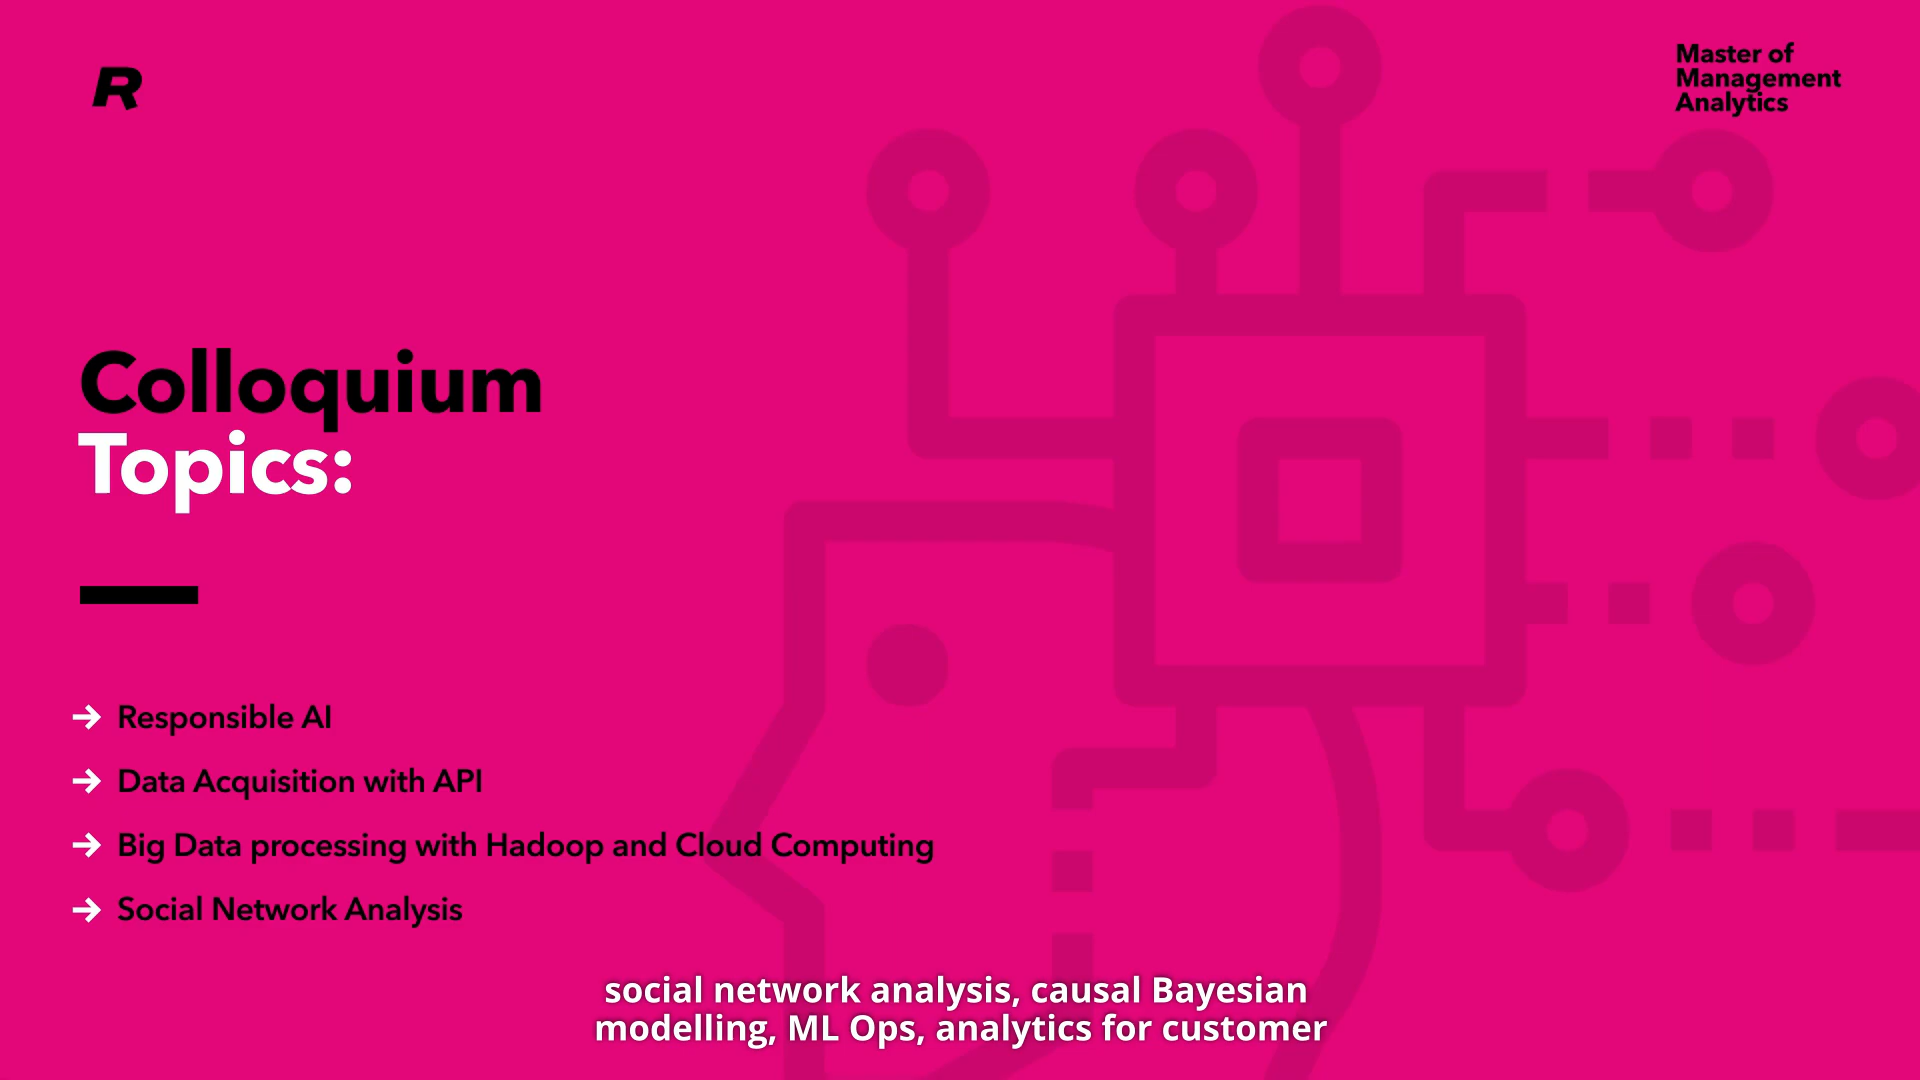 R
Master of
Management
Analytics
Colloquium
Topics:
→ Responsible AI
→ Data Acquisition with API
→ Big Data processing with Hadoop and Cloud Computing
→ Social Network Analysis
social network analysis, causal Bayesian
modelling, ML Ops, analytics for customer